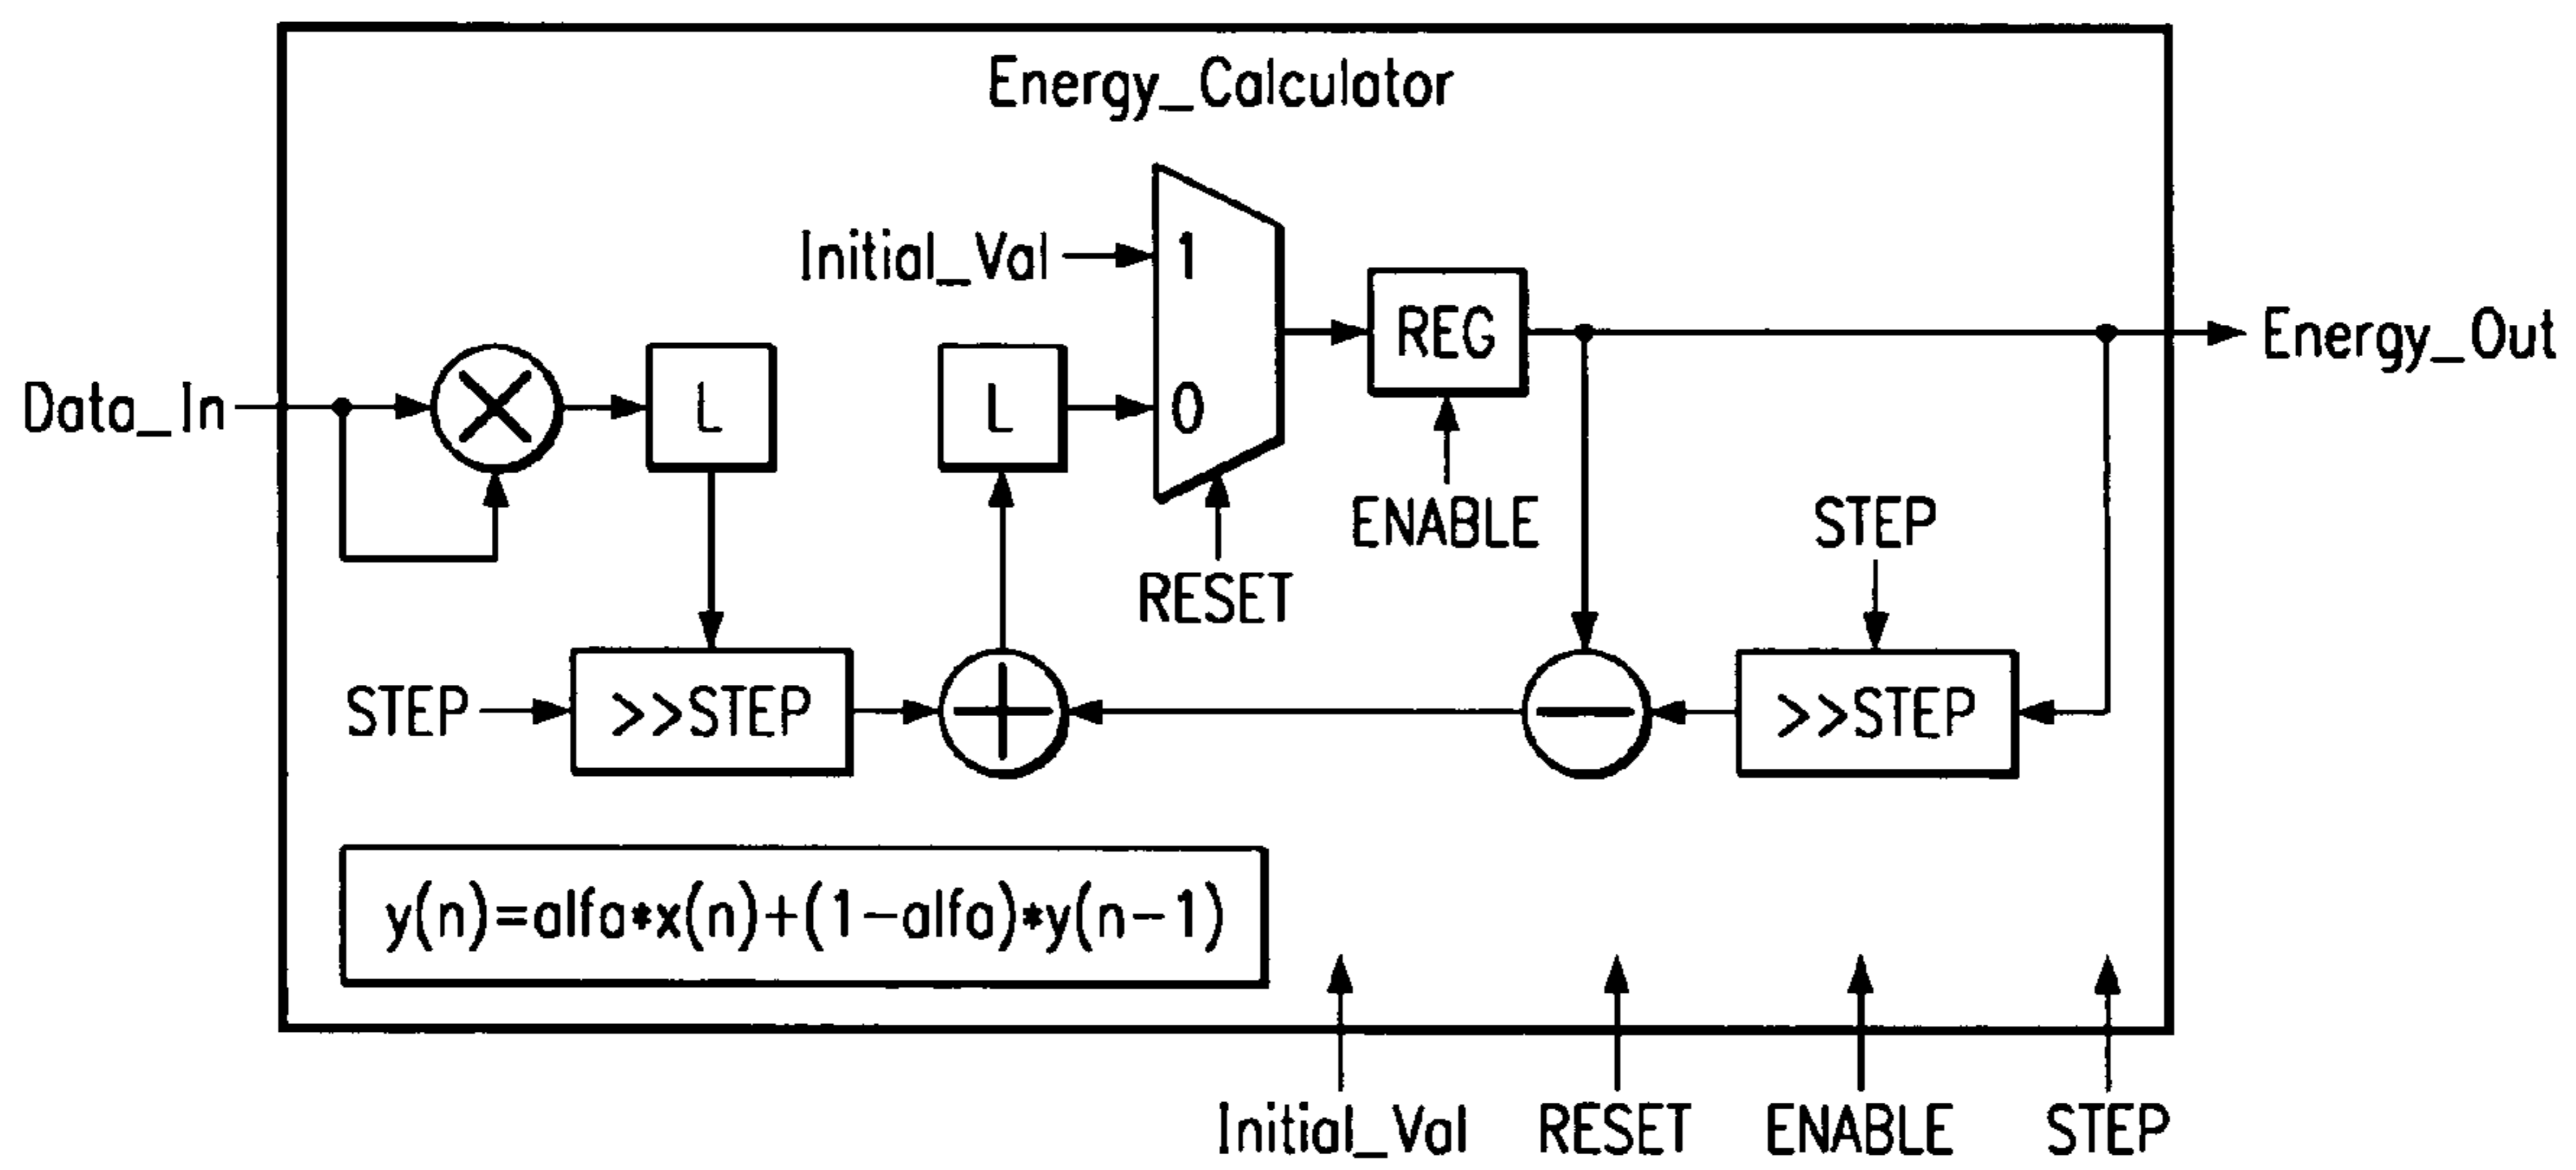 Energy_Calculator
Initial_Val
1
REG
Energy_Out
Data_In
L
L
0
ENABLE
STEP
RESET
STEP
>>STEP
>>STEP
y(n)=alfa*x(n)+(1-alfa)*y(n-1)
Initial_Val
RESET
ENABLE
STEP